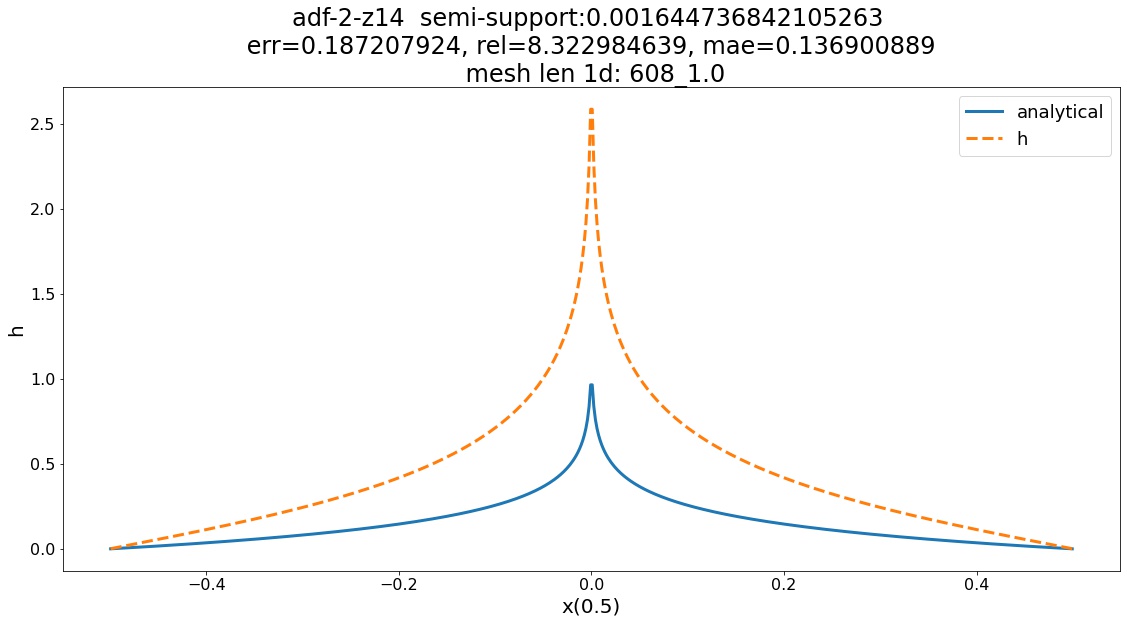 adf-2-z14  semi-support:0.001644736842105263
err=0.187207924, rel=8.322984639, mae=0.136900889
mesh len 1d: 608_1.0
analytical
h
2.5
2.0
1.5
1.0
0.5
0.0
h
−0.4
−0.2
0.0
0.2
0.4
x(0.5)